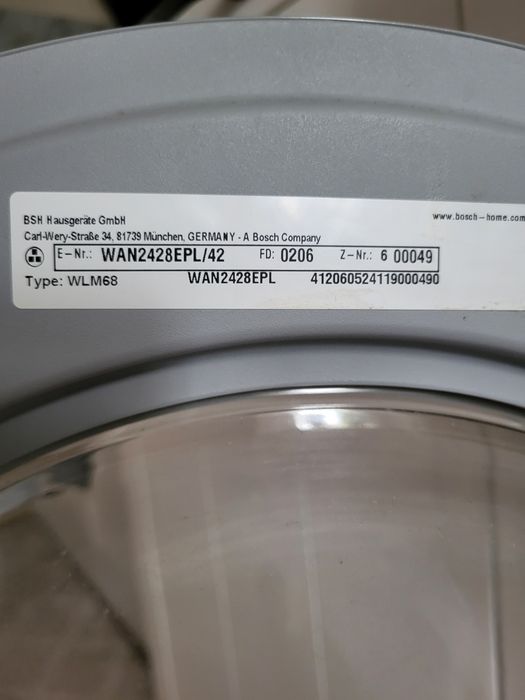 BSH Hausgeräte GmbH
www.bosch-home.com
Carl-Wery-Straße 34, 81739 München, GERMANY - A Bosch Company
E-Nr.: WAN2428EPL/42 FD: 0206 Z-Nr.: 6 00049
Type: WLM68 WAN2428EPL 412060524119000490